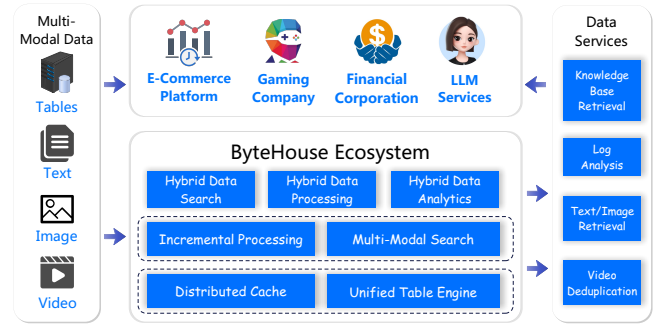 Multi-
Modal Data
Tables
Text
Image
Video
E-Commerce
Platform
Gaming
Company
Financial
Corporation
LLM
Services
ByteHouse Ecosystem
Hybrid Data
Search
Hybrid Data
Processing
Hybrid Data
Analytics
Incremental Processing
Multi-Modal Search
Distributed Cache
Unified Table Engine
Data
Services
Knowledge
Base
Retrieval
Log
Analysis
Text/Image
Retrieval
Video
Deduplication